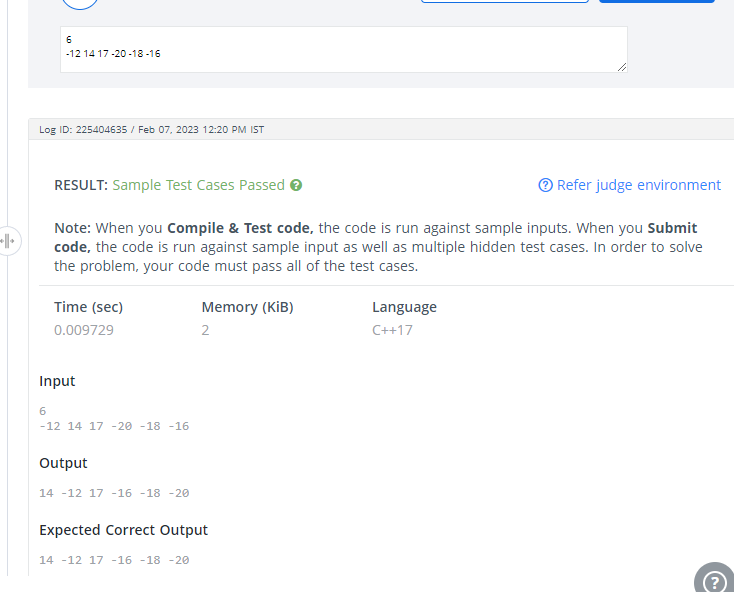 6
-12 14 17 -20 -18 -16
Log ID: 225404635 / Feb 07, 2023 12:20 PM IST
RESULT: Sample Test Cases Passed ?
? Refer judge environment
Note: When you Compile & Test code, the code is run against sample inputs. When you Submit
code, the code is run against sample input as well as multiple hidden test cases. In order to solve
the problem, your code must pass all of the test cases.
Time (sec) Memory (KiB) Language
0.009729 2 C++17
Input
6
-12 14 17 -20 -18 -16
Output
14 -12 17 -16 -18 -20
Expected Correct Output
14 -12 17 -16 -18 -20
?